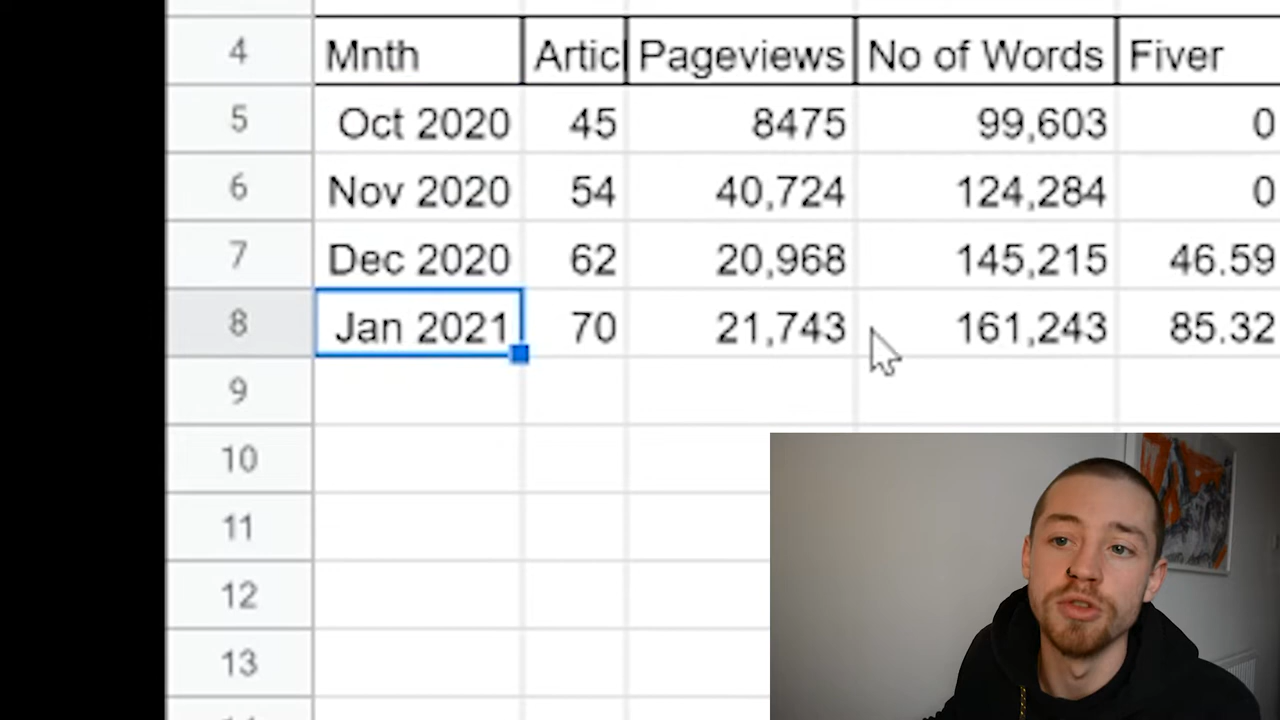 4 Mnth Artic Pageviews No of Words Fiver
5 Oct 2020 45 8475 99,603 0
6 Nov 2020 54 40,724 124,284 0
7 Dec 2020 62 20,968 145,215 46.59
8 Jan 2021 70 21,743 161,243 85.32
9
10
11
12
13